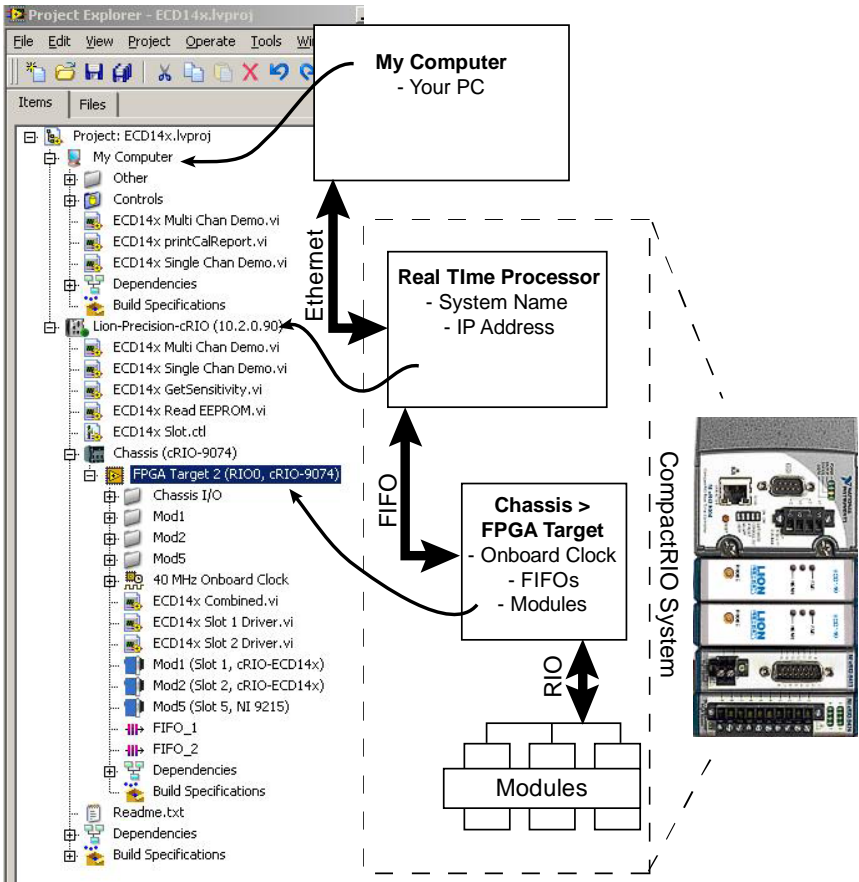 Project Explorer - ECD14x.lvproj
File Edit View Project Operate Tools
Items Files
Project: ECD14x.lvproj
My Computer
Other
Controls
ECD14x Multi Chan Demo.vi
ECD14x printCalReport.vi
ECD14x Single Chan Demo.vi
Dependencies
Build Specifications
Lion-Precision-cRIO (10.2.0.90)
ECD14x Multi Chan Demo.vi
ECD14x Single Chan Demo.vi
ECD14x GetSensitivity.vi
ECD14x Read EEPROM.vi
ECD14x Slot.ctl
Chassis (cRIO-9074)
FPGA Target 2 (RIO0, cRIO-9074)
Chassis I/O
Mod1
Mod2
Mod5
40 MHz Onboard Clock
ECD14x Combined.vi
ECD14x Slot 1 Driver.vi
ECD14x Slot 2 Driver.vi
Mod1 (Slot 1, cRIO-ECD14x)
Mod2 (Slot 2, cRIO-ECD14x)
Mod5 (Slot 5, NI 9215)
FIFO_1
FIFO_2
Dependencies
Build Specifications
Readme.txt
Dependencies
Build Specifications
My Computer
- Your PC
Ethernet
Real TIme Processor
- System Name
- IP Address
FIFO
Chassis >
FPGA Target
- Onboard Clock
- FIFOs
- Modules
RIO
Modules
CompactRIO System
NATIONAL
INSTRUMENTS
LION
LION